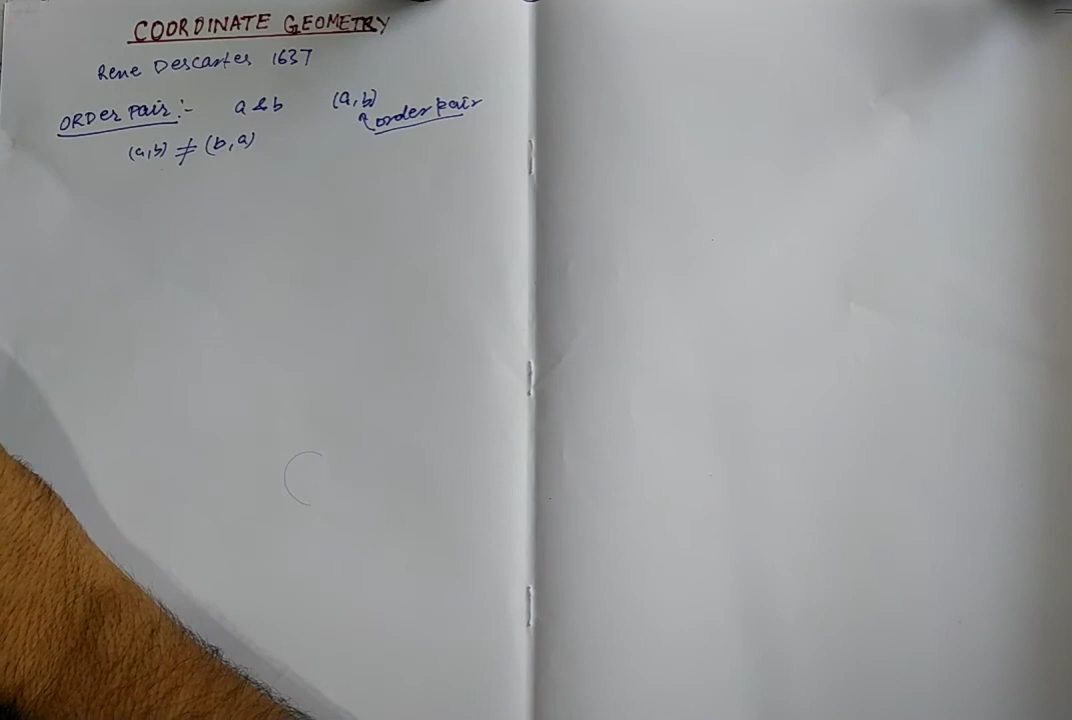 COORDINATE GEOMETRY
Rene Descartes 1637
ORDER PAIR :- a & b (a, b)
order pair
(a, b) ≠ (b, a)